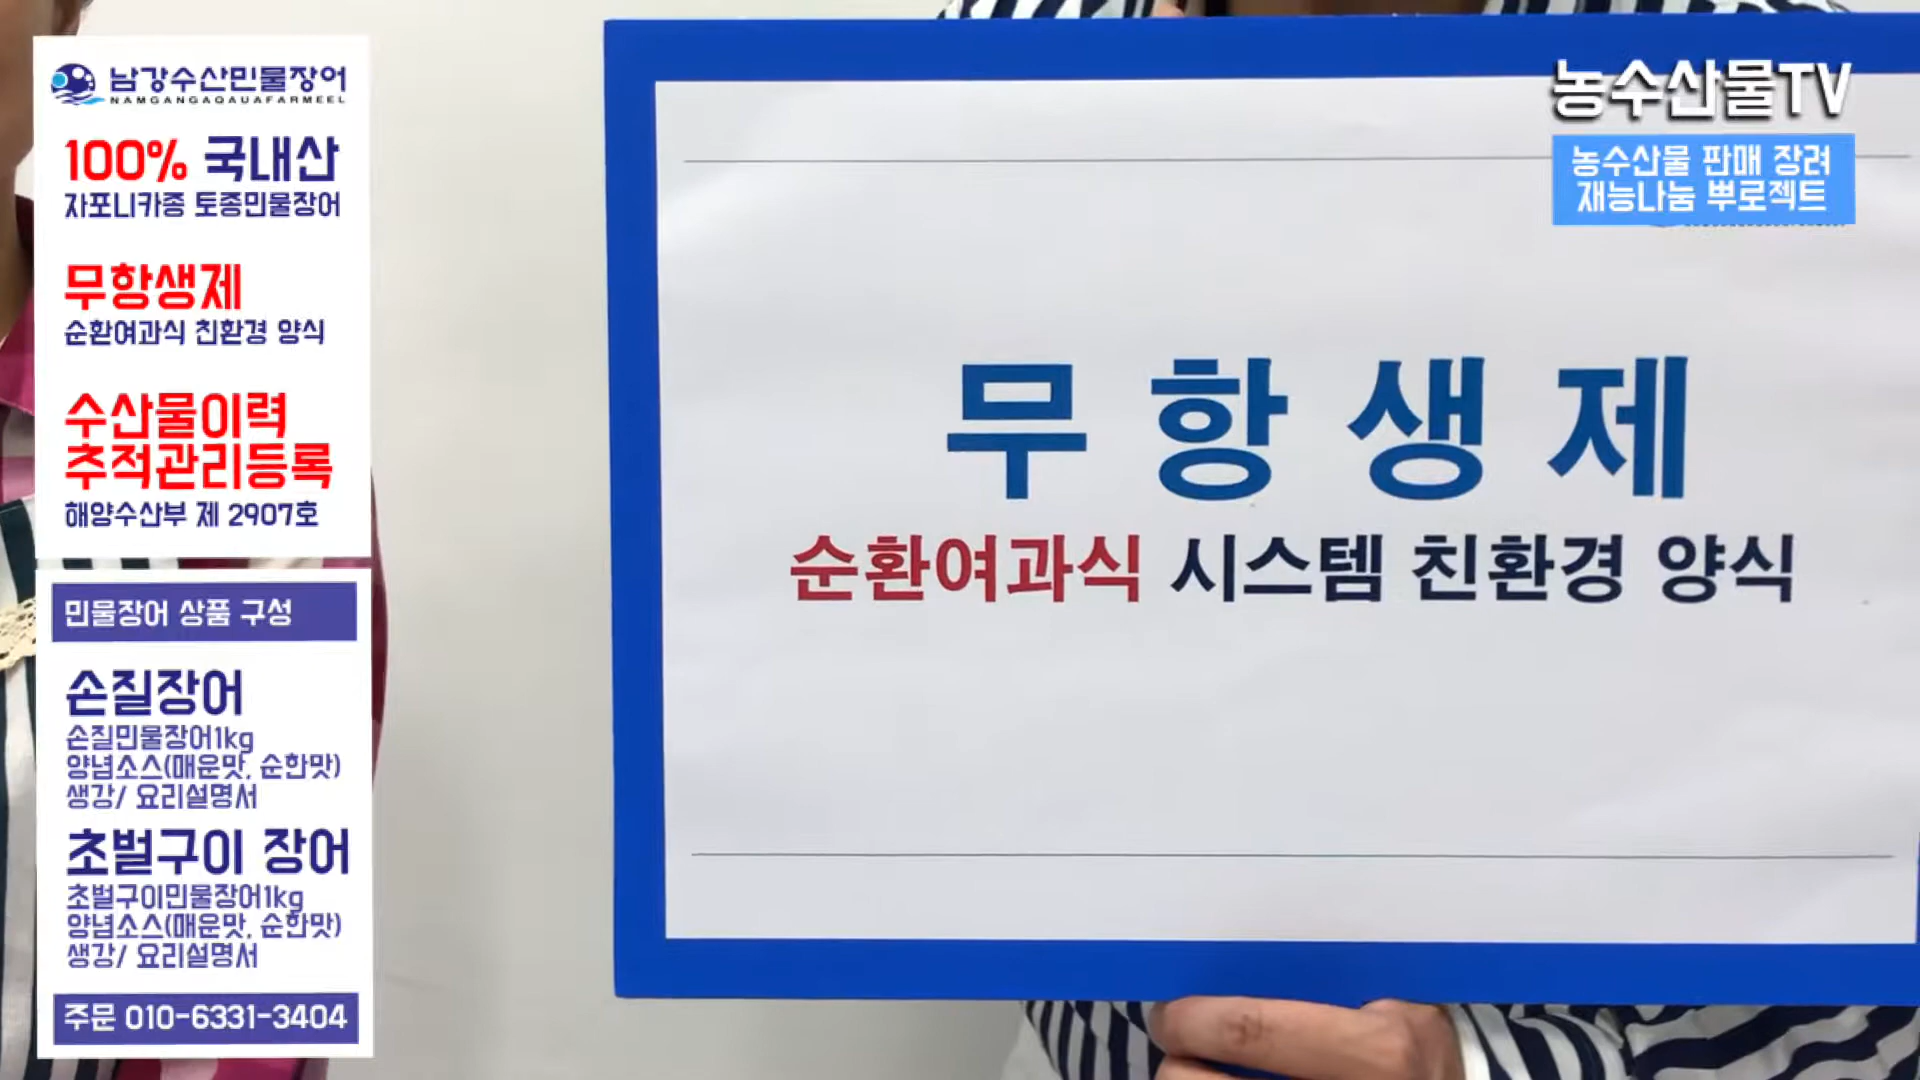 남강수산민물장어
NAMGANGAQAUAFARMEEL
100% 국내산
자포니카종 토종민물장어
무항생제
순환여과식 친환경 양식
수산물이력
추적관리등록
해양수산부 제 2907호
민물장어 상품 구성
손질장어
손질민물장어1kg
양념소스(매운맛, 순한맛)
생강/ 요리설명서
초벌구이 장어
초벌구이민물장어1kg
양념소스(매운맛, 순한맛)
생강/ 요리설명서
주문 010-6331-3404
농수산물TV
농수산물 판매 장려
재능나눔 뿌로젝트
무항생제
순환여과식 시스템 친환경 양식